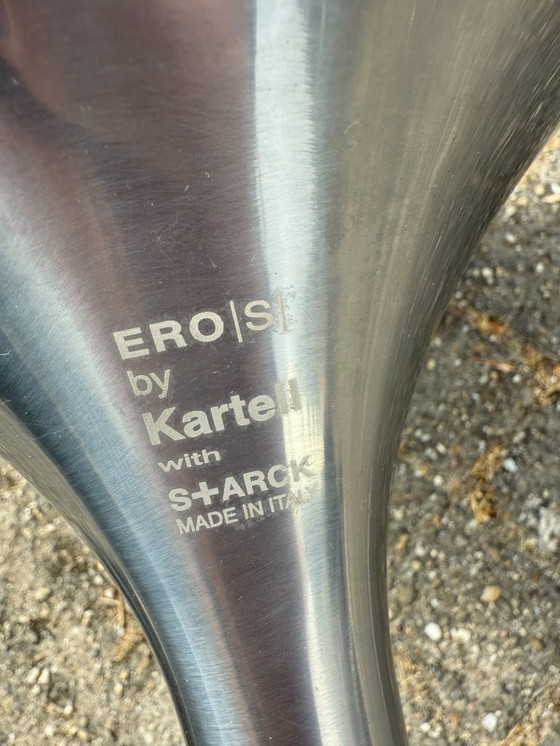 ERO|S|
by
Kartell
with
S+ARCK
MADE IN ITALY